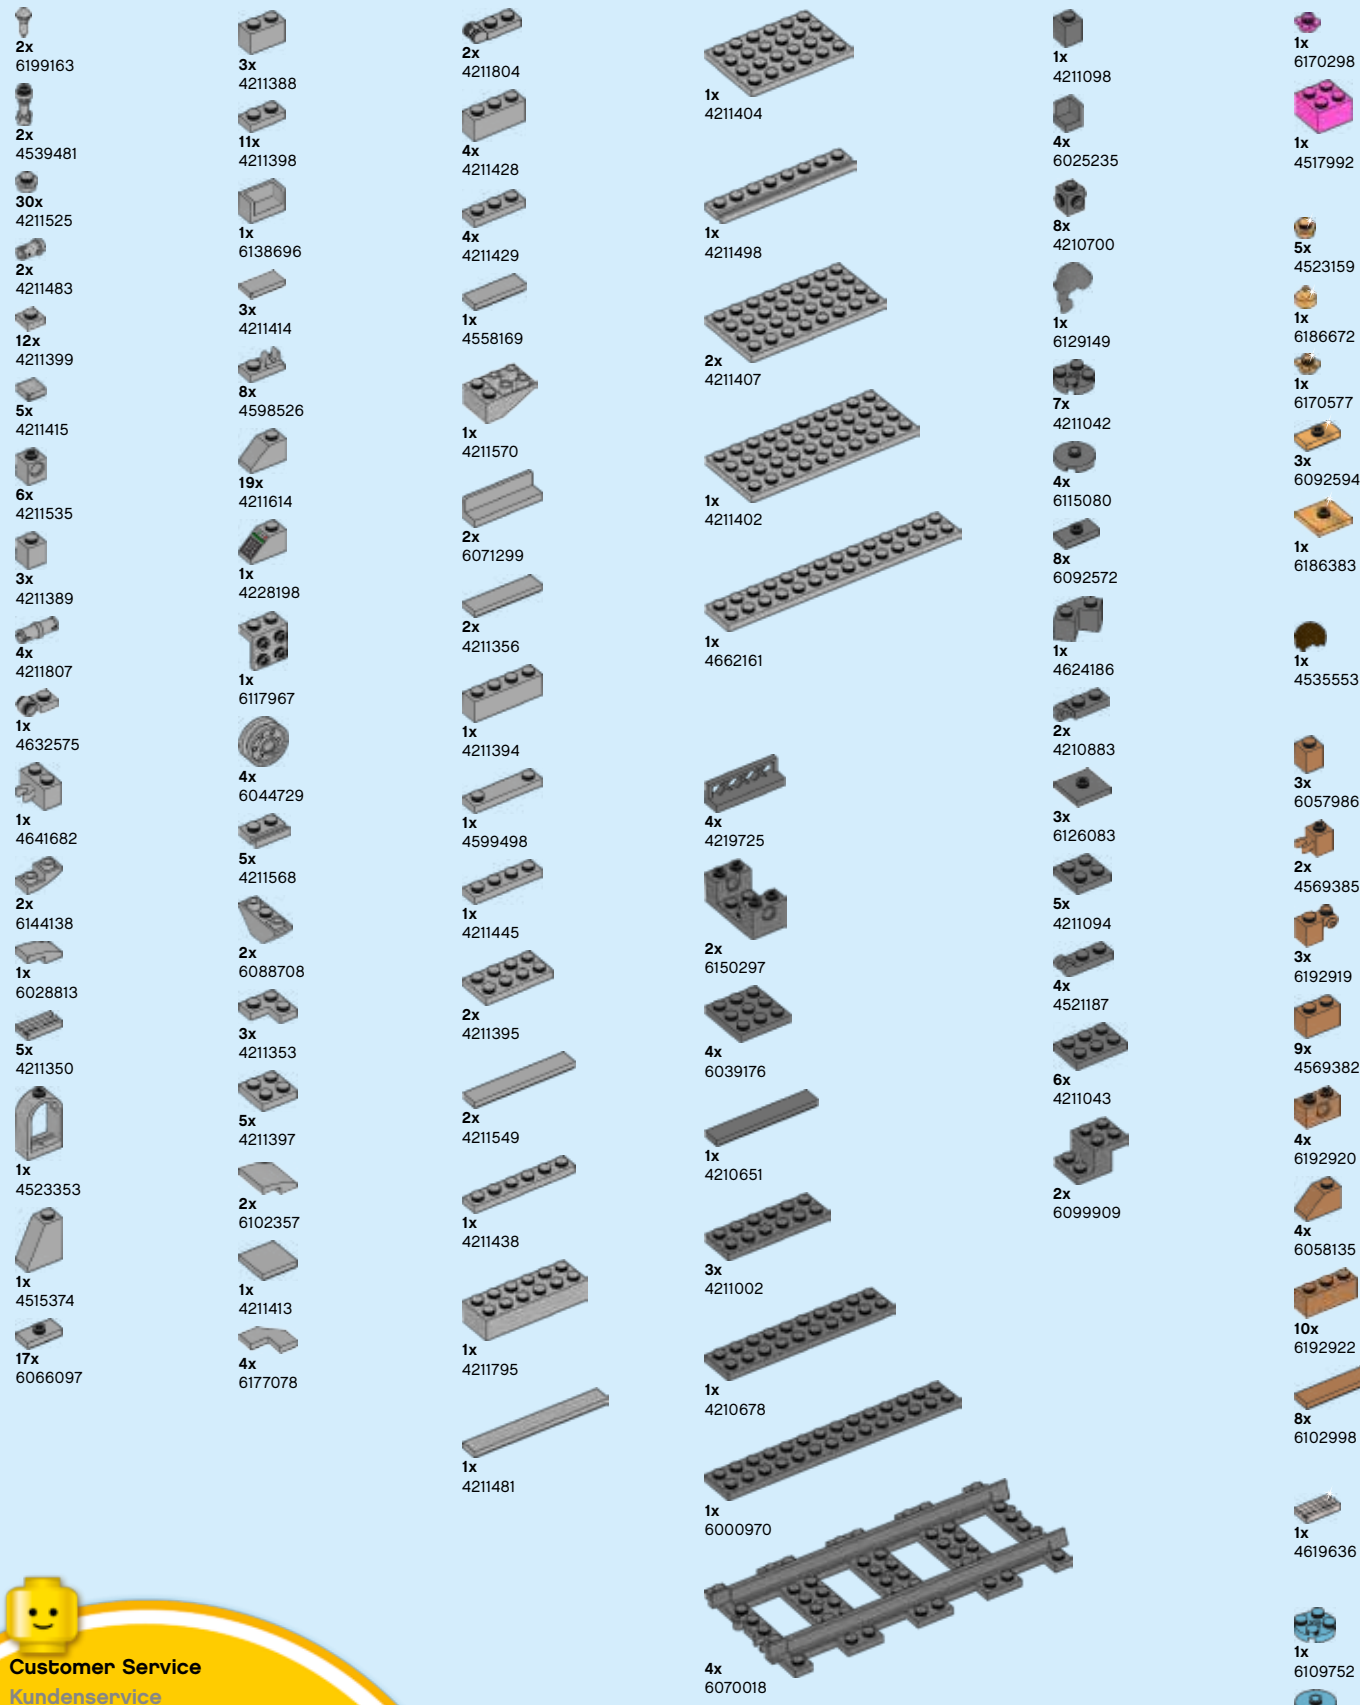 2x
6199163
2x
4539481
30x
4211525
2x
4211483
12x
4211399
5x
4211415
6x
4211535
3x
4211389
4x
4211807
1x
4632575
1x
4641682
2x
6144138
1x
6028813
5x
4211350
1x
4523353
1x
4515374
17x
6066097
3x
4211388
11x
4211398
1x
6138696
3x
4211414
8x
4598526
19x
4211614
1x
4228198
1x
6117967
4x
6044729
5x
4211568
2x
6088708
3x
4211353
5x
4211397
2x
6102357
1x
4211413
4x
6177078
2x
4211804
4x
4211428
4x
4211429
1x
4558169
1x
4211570
2x
6071299
2x
4211356
1x
4211394
1x
4599498
1x
4211445
2x
4211395
2x
4211549
1x
4211438
1x
4211795
1x
4211481
1x
4211404
1x
4211498
2x
4211407
1x
4211402
1x
4662161
4x
4219725
2x
6150297
4x
6039176
1x
4210651
3x
4211002
1x
4210678
1x
6000970
4x
6070018
1x
4211098
4x
6025235
8x
4210700
1x
6129149
7x
4211042
4x
6115080
8x
6092572
1x
4624186
2x
4210883
3x
6126083
5x
4211094
4x
4521187
6x
4211043
2x
6099909
1x
6170298
1x
4517992
5x
4523159
1x
6186672
1x
6170577
3x
6092594
1x
6186383
1x
4535553
3x
6057986
2x
4569385
3x
6192919
9x
4569382
4x
6192920
4x
6058135
10x
6192922
8x
6102998
1x
4619636
1x
6109752
Customer Service
Kundenservice